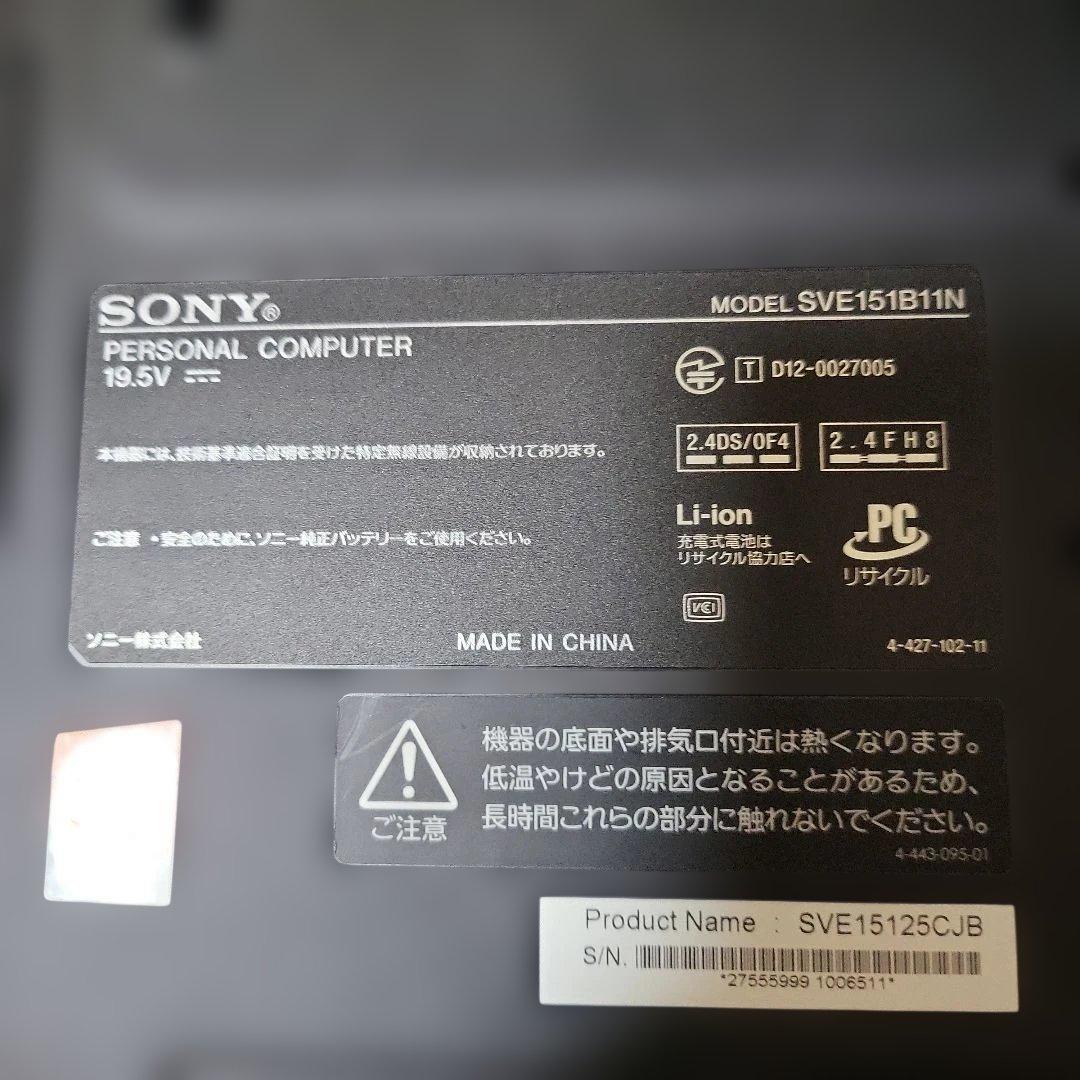 SONY®
MODEL SVE151B11N
PERSONAL COMPUTER
19.5V
T D12-0027005
2.4DS/OF4
2.4FH8
本機器には、技術基準適合証明を受けた特定無線設備が収納されております。
Li-ion
充電式電池は
リサイクル協力店へ
PC
リサイクル
ご注意 ・安全のために、ソニー純正バッテリーをご使用ください。
VCI
ソニー株式会社
MADE IN CHINA
4-427-102-11
機器の底面や排気口付近は熱くなります。
低温やけどの原因となることがあるため、
長時間これらの部分に触れないでください。
ご注意
4-443-095-01
Product Name : SVE15125CJB
S/N.
*27555999 1006511*